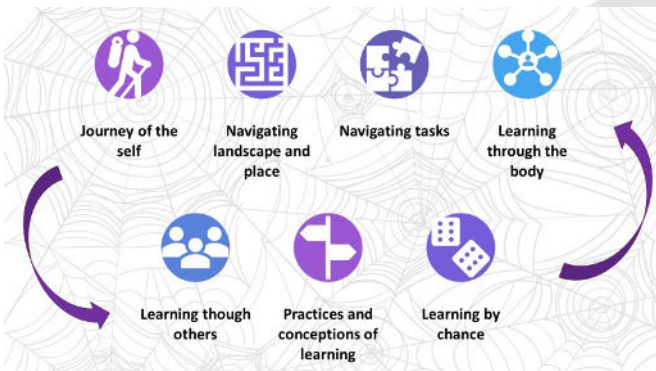 Journey of the
self
Navigating
landscape and
place
Navigating tasks
Learning
through the
body
Learning though
others
Practices and
conceptions of
learning
Learning by
chance